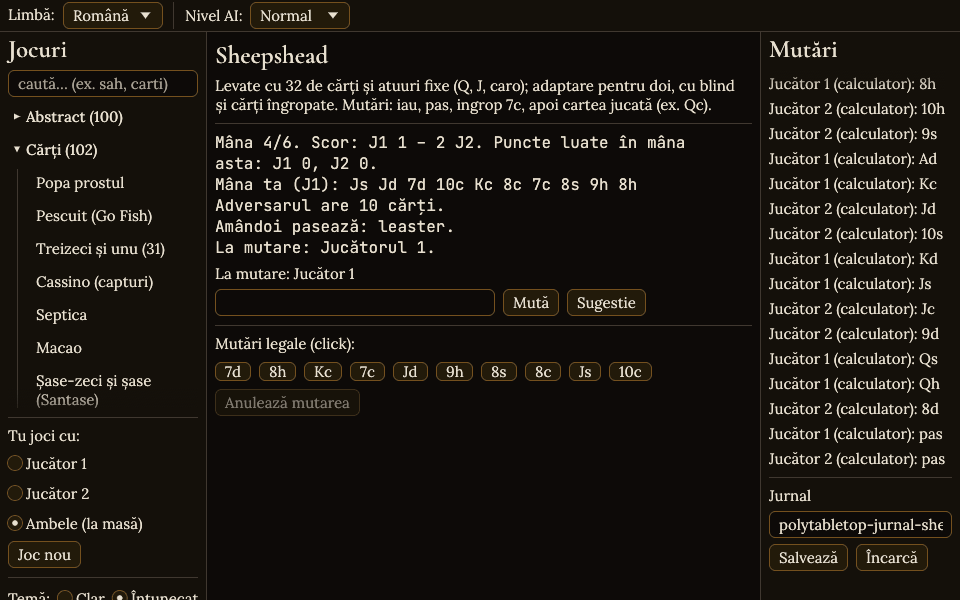 Limbă: Română Nivel AI: Normal
Jocuri
caută... (ex. sah, carti)
Abstract (100)
Cărți (102)
Popa prostul
Pescuit (Go Fish)
Treizeci și unu (31)
Cassino (capturi)
Septica
Macao
Șase-zeci și șase
(Santase)
Tu joci cu:
Jucător 1
Jucător 2
Ambele (la masă)
Joc nou
Temă: Clar Întunecat
Sheepshead
Levate cu 32 de cărți și atuuri fixe (Q, J, caro); adaptare pentru doi, cu blind
și cărți îngropate. Mutări: iau, pas, ingrop 7c, apoi cartea jucată (ex. Qc).
Mâna 4/6. Scor: J1 1 – 2 J2. Puncte luate în mâna
asta: J1 0, J2 0.
Mâna ta (J1): Js Jd 7d 10c Kc 8c 7c 8s 9h 8h
Adversarul are 10 cărți.
Amândoi pasează: leaster.
La mutare: Jucătorul 1.
La mutare: Jucător 1
Mută Sugestie
Mutări legale (click):
7d 8h Kc 7c Jd 9h 8s 8c Js 10c
Anulează mutarea
Mutări
Jucător 1 (calculator): 8h
Jucător 2 (calculator): 10h
Jucător 2 (calculator): 9s
Jucător 1 (calculator): Ad
Jucător 1 (calculator): Kc
Jucător 2 (calculator): Jd
Jucător 2 (calculator): 10s
Jucător 1 (calculator): Kd
Jucător 1 (calculator): Js
Jucător 2 (calculator): Jc
Jucător 2 (calculator): 9d
Jucător 1 (calculator): Qs
Jucător 1 (calculator): Qh
Jucător 2 (calculator): 8d
Jucător 1 (calculator): pas
Jucător 2 (calculator): pas
Jurnal
polytabletop-jurnal-she
Salvează Încarcă